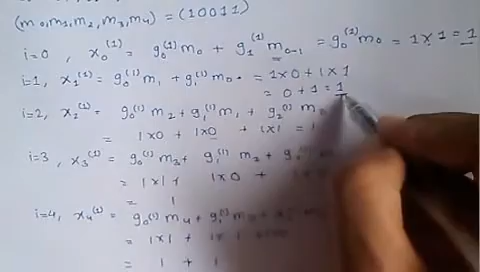 (m₀,m₁,m₂,m₃,m₄) = (10011)
i=0, x₀⁽¹⁾ = g₀⁽¹⁾m₀ + g₁⁽¹⁾ m₀₋₁ = g₀⁽¹⁾m₀ = 1×1 = 1
i=1, x₁⁽¹⁾ = g₀⁽¹⁾m₁ + g₁⁽¹⁾m₀. = 1×0 + 1×1
= 0 + 1 = 1
i=2, x₂⁽¹⁾ = g₀⁽¹⁾m₂ + g₁⁽¹⁾m₁ + g₂⁽¹⁾ m
= 1×0 + 1×0 + 1×1 = 1
i=3, x₃⁽¹⁾ = g₀⁽¹⁾m₃ + g₁⁽¹⁾ m₂ +
= 1×1 + 1×0 +
= 1
i=4, x₄⁽¹⁾ = g₀⁽¹⁾m₄ + g₁⁽¹⁾m
= 1×1 +
= 1 + 1